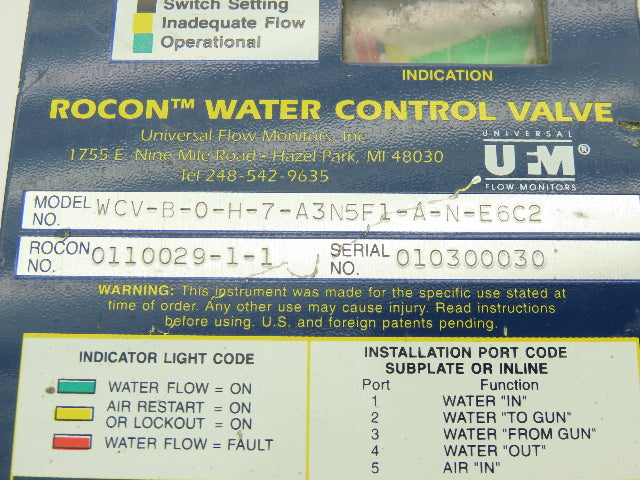 Switch Setting
Inadequate Flow
Operational
INDICATION
ROCON™ WATER CONTROL VALVE
Universal Flow Monitors, Inc.
1755 E. Nine Mile Road - Hazel Park, MI 48030
Tel 248-542-9635
UNIVERSAL
UFM®
FLOW MONITORS
MODEL NO. WCV-B-O-H-7-A3N5F1-A-N-E6C2
ROCON NO. 0110029-1-1
SERIAL NO. 010300030
WARNING: This instrument was made for the specific use stated at
time of order. Any other use may cause injury. Read instructions
before using. U.S. and foreign patents pending.
INDICATOR LIGHT CODE
WATER FLOW = ON
AIR RESTART = ON
OR LOCKOUT = ON
WATER FLOW = FAULT
INSTALLATION PORT CODE
SUBPLATE OR INLINE
Port Function
1 WATER "IN"
2 WATER "TO GUN"
3 WATER "FROM GUN"
4 WATER "OUT"
5 AIR "IN"